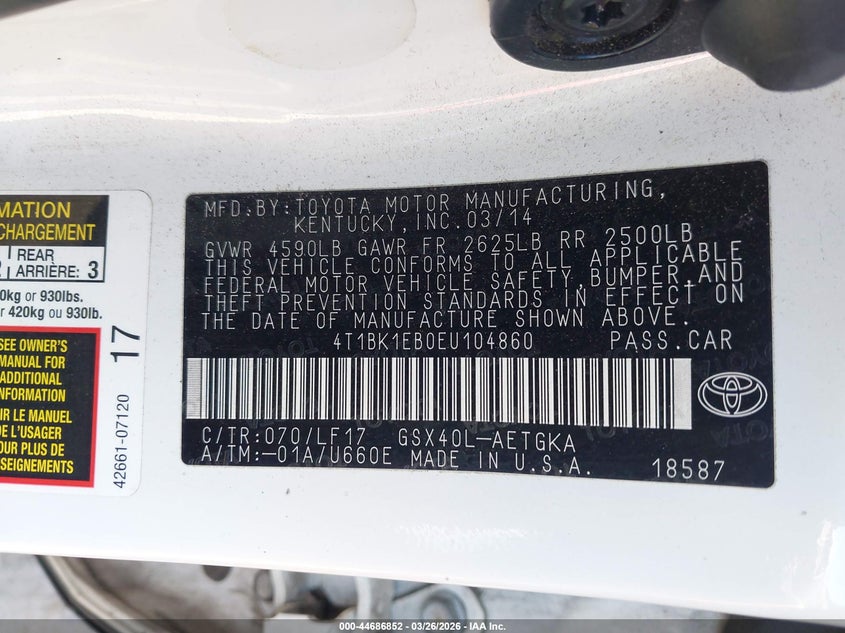 MATION
CHARGEMENT
REAR
ARRIÈRE: 3
0kg or 930lbs.
r 420kg ou 930lb.
SEE OWNER'S
MANUAL FOR
ADDITIONAL
INFORMATION
IR LE MANUEL
DE L'USAGER
POUR PLUS DE
SEIGNEMENTS
17
42661-07120
MFD.BY:TOYOTA MOTOR MANUFACTURING,
KENTUCKY,INC.03/14
GVWR 4590LB GAWR FR 2625LB RR 2500LB
THIS VEHICLE CONFORMS TO ALL APPLICABLE
FEDERAL MOTOR VEHICLE SAFETY,BUMPER,AND
THEFT PREVENTION STANDARDS IN EFFECT ON
THE DATE OF MANUFACTURE SHOWN ABOVE.
4T1BK1EB0EU104860 PASS.CAR
C/TR:070/LF17 GSX40L-AETGKA
A/TM:-01A/U660E MADE IN U.S.A. 18587
000-44686852 | 03/26/2026 - IAA Inc.